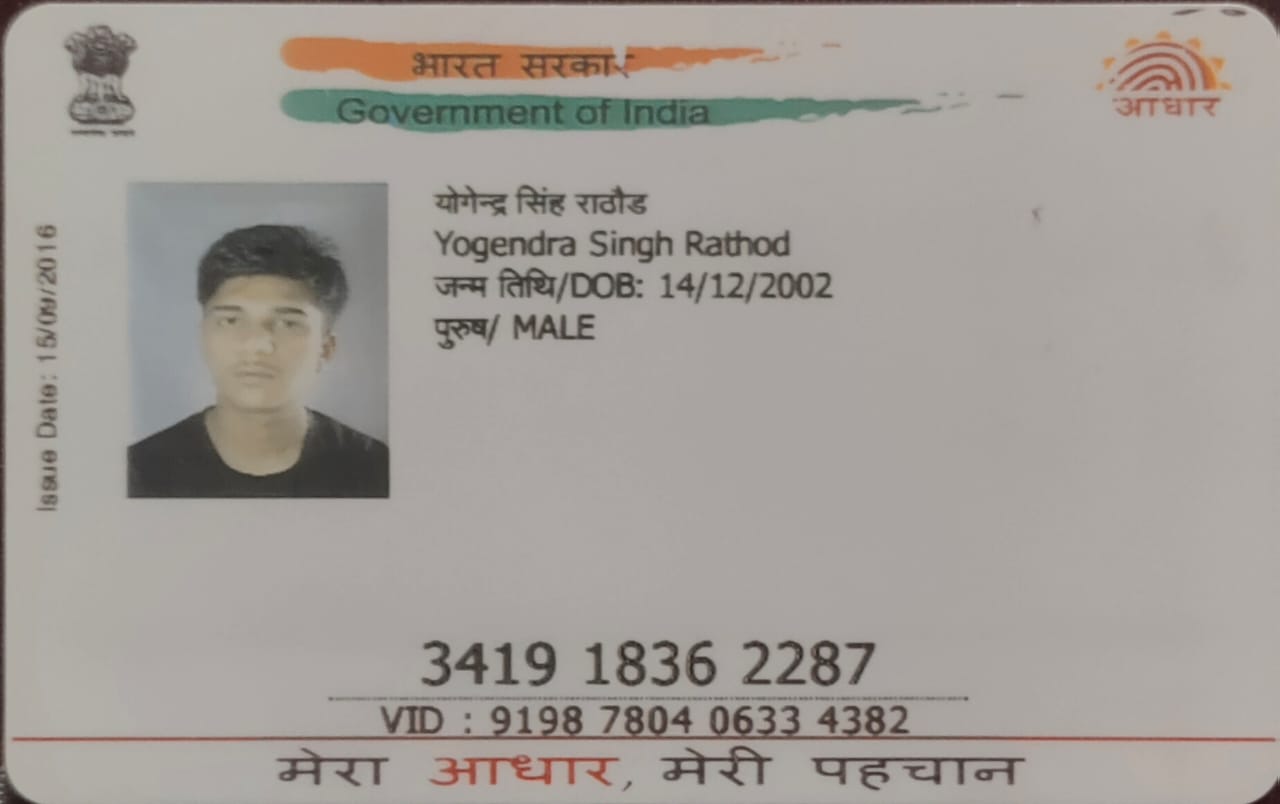 भारत सरकार
Government of India
आधार
योगेन्द्र सिंह राठौड
Yogendra Singh Rathod
जन्म तिथि/DOB: 14/12/2002
पुरुष/ MALE
Issue Date: 15/09/2016
3419 1836 2287
VID : 9198 7804 0633 4382
मेरा आधार, मेरी पहचान